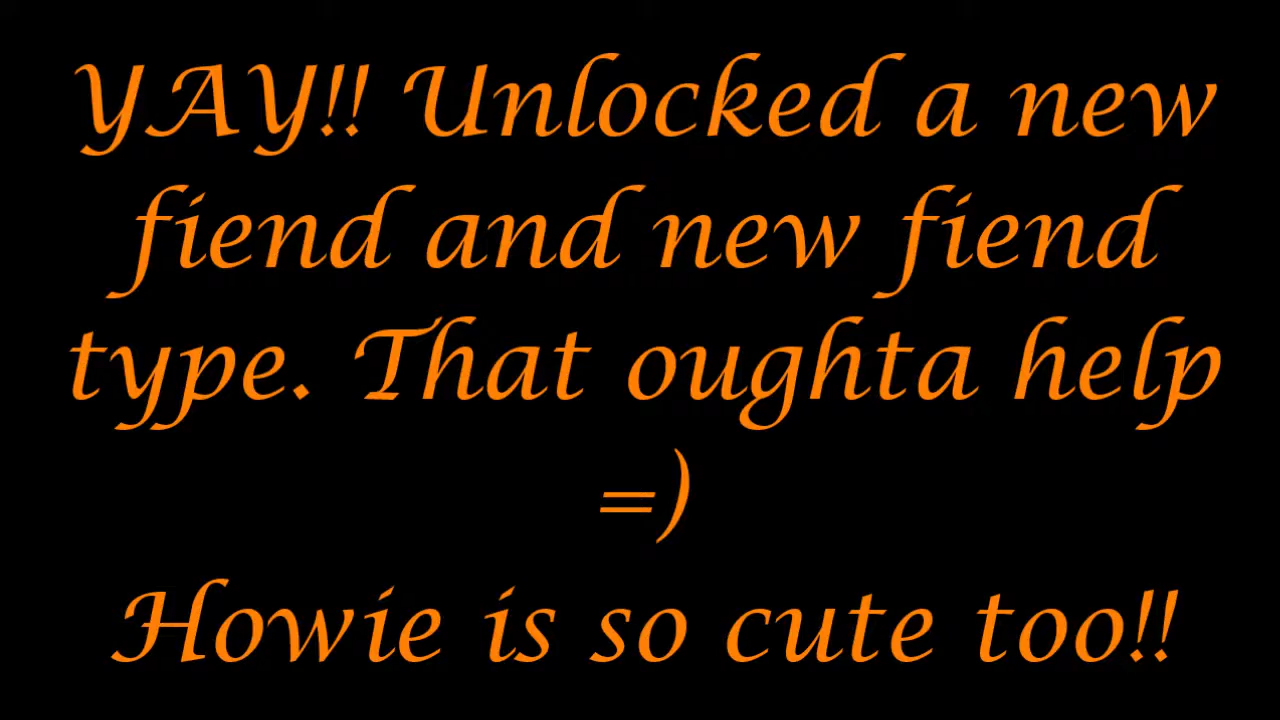 YAY!! Unlocked a new
fiend and new fiend
type. That oughta help
=)
Howie is so cute too!!